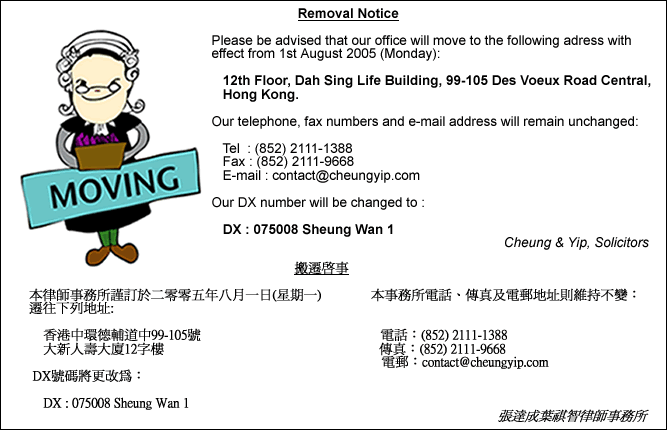 Removal Notice
Please be advised that our office will move to the following adress with
effect from 1st August 2005 (Monday):
12th Floor, Dah Sing Life Building, 99-105 Des Voeux Road Central,
Hong Kong.
Our telephone, fax numbers and e-mail address will remain unchanged:
Tel : (852) 2111-1388
Fax : (852) 2111-9668
E-mail : contact@cheungyip.com
MOVING
Our DX number will be changed to :
DX : 075008 Sheung Wan 1
Cheung & Yip, Solicitors
搬遷啓事
本律師事務所謹訂於二零零五年八月一日(星期一)
遷往下列地址:
香港中環德輔道中99-105號
大新人壽大廈12字樓
DX號碼將更改爲：
DX : 075008 Sheung Wan 1
本事務所電話、傳真及電郵地址則維持不變：
電話：(852) 2111-1388
傳真：(852) 2111-9668
電郵：contact@cheungyip.com
張達成葉祺智律師事務所